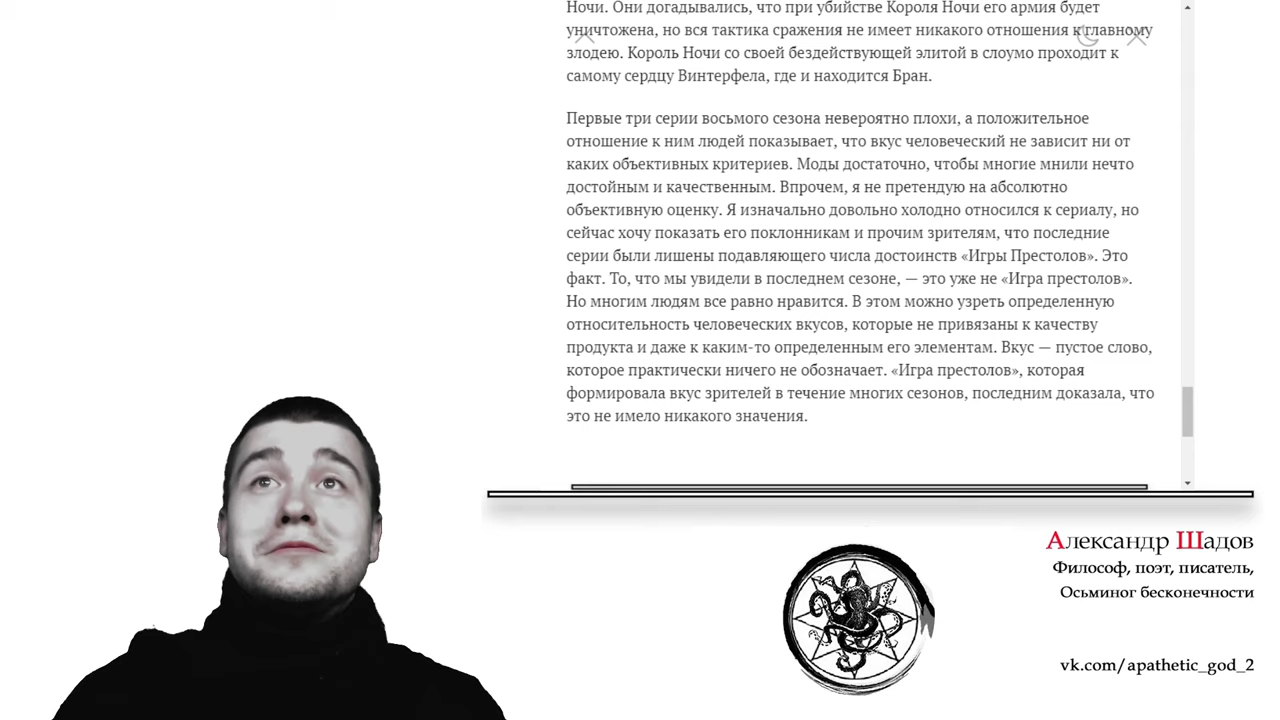 Ночи. Они догадывались, что при убийстве Короля Ночи его армия будет
уничтожена, но вся тактика сражения не имеет никакого отношения к главному
злодею. Король Ночи со своей бездействующей элитой в слоумо проходит к
самому сердцу Винтерфела, где и находится Бран.
Первые три серии восьмого сезона невероятно плохи, а положительное
отношение к ним людей показывает, что вкус человеческий не зависит ни от
каких объективных критериев. Моды достаточно, чтобы многие мнили нечто
достойным и качественным. Впрочем, я не претендую на абсолютно
объективную оценку. Я изначально довольно холодно относился к сериалу, но
сейчас хочу показать его поклонникам и прочим зрителям, что последние
серии были лишены подавляющего числа достоинств «Игры Престолов». Это
факт. То, что мы увидели в последнем сезоне, — это уже не «Игра престолов».
Но многим людям все равно нравится. В этом можно узреть определенную
относительность человеческих вкусов, которые не привязаны к качеству
продукта и даже к каким-то определенным его элементам. Вкус — пустое слово,
которое практически ничего не обозначает. «Игра престолов», которая
формировала вкус зрителей в течение многих сезонов, последним доказала, что
это не имело никакого значения.
Александр Шадов
Философ, поэт, писатель,
Осьминог бесконечности
vk.com/apathetic_god_2